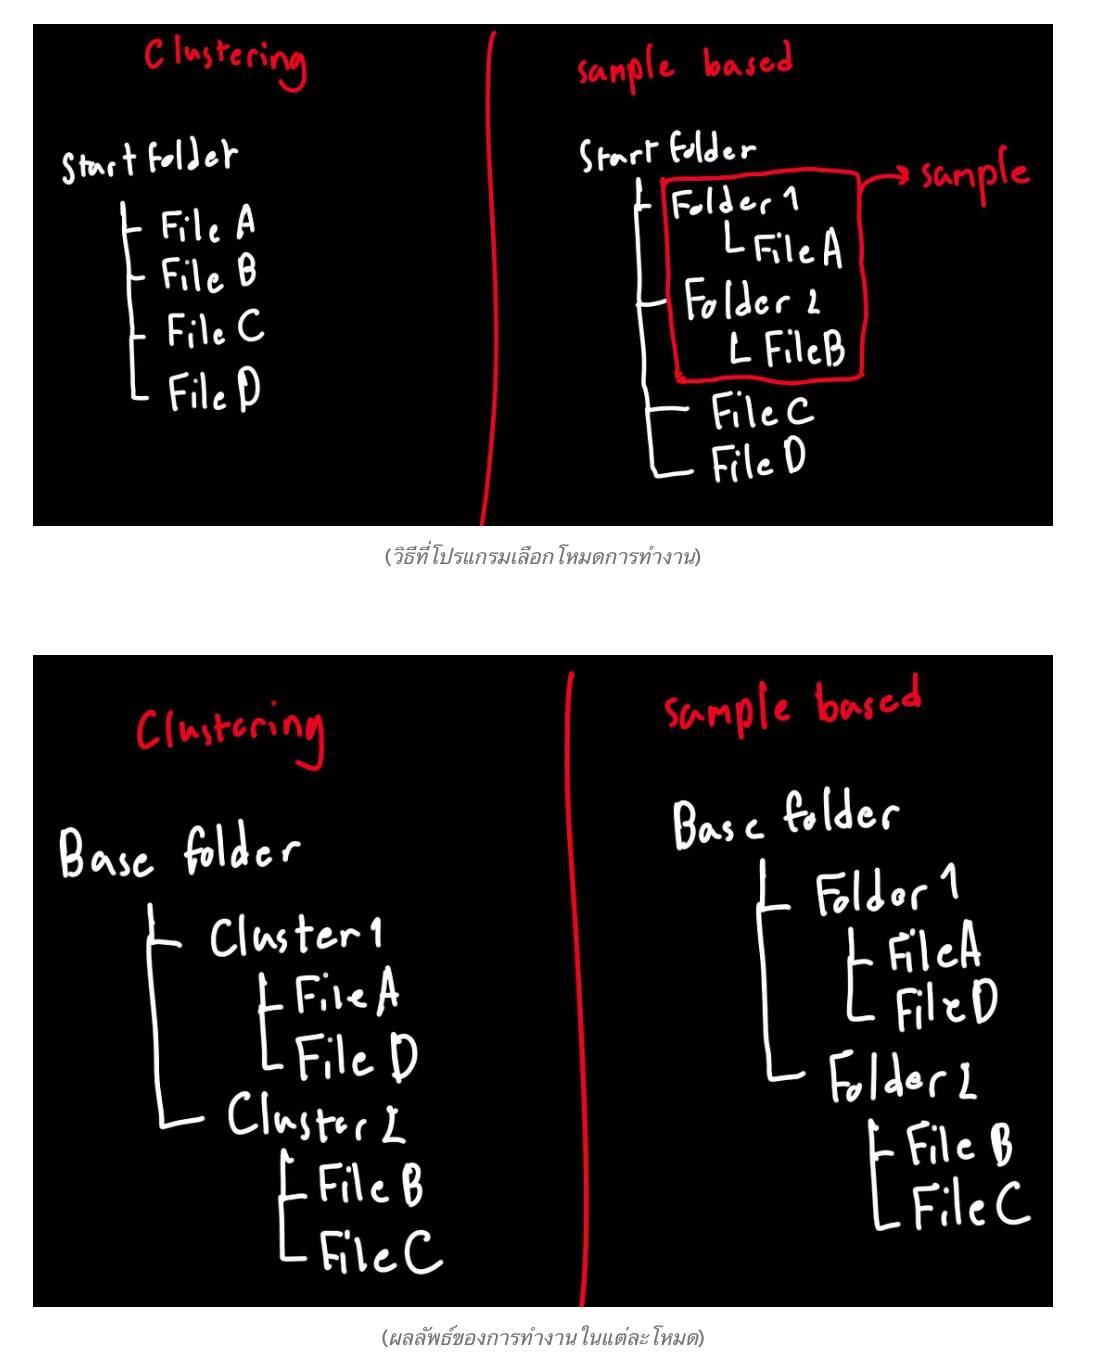 Clustering
Start folder
File A
File B
File C
File D
sample based
Start folder
Folder 1
File A
Folder 2
File B
File C
File D
sample
(วิธีที่โปรแกรมเลือกโหมดการทำงาน)
Clustering
Base folder
Cluster 1
File A
File D
Cluster 2
File B
File C
sample based
Base folder
Folder 1
File A
File D
Folder 2
File B
File C
(ผลลัพธ์ของการทำงานในแต่ละโหมด)